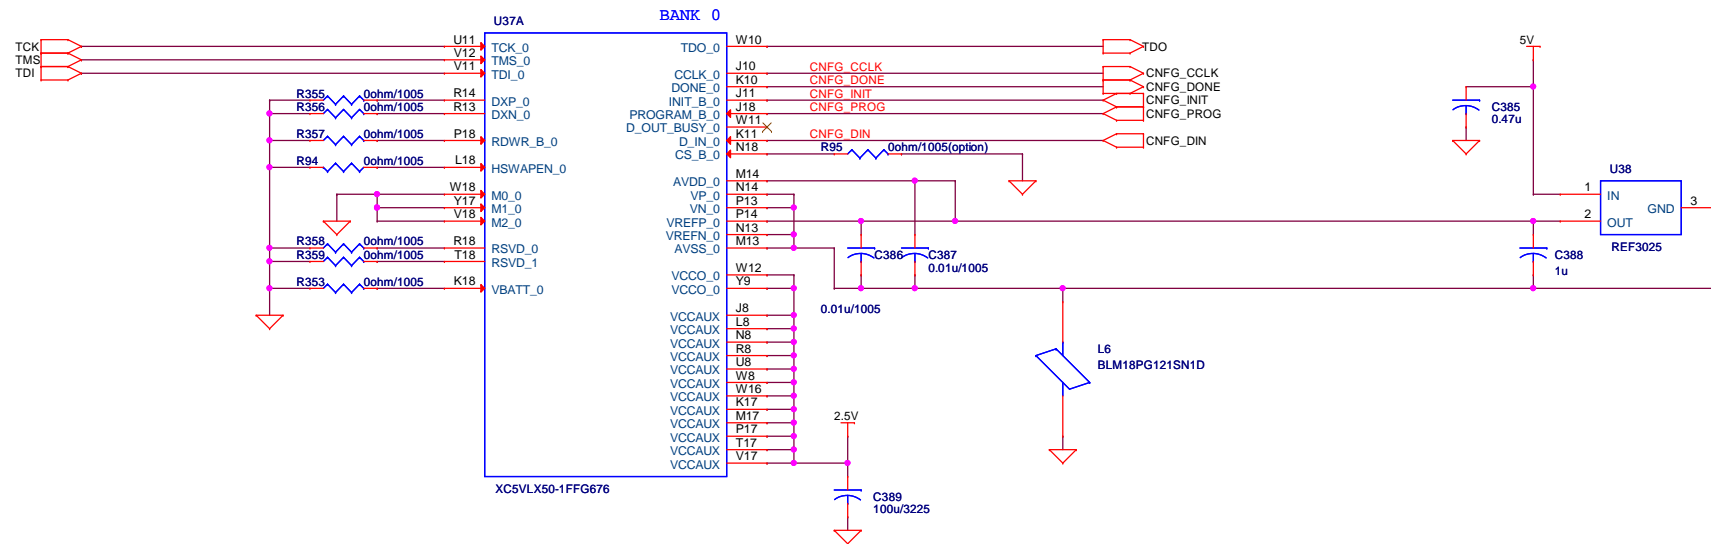 BANK 0
U37A
TCK
TMS
TDI
U11
V12
V11
TCK_0
TMS_0
TDI_0
R355 0ohm/1005 R14 DXP_0
R356 0ohm/1005 R13 DXN_0
R357 0ohm/1005 P18 RDWR_B_0
R94 0ohm/1005 L18 HSWAPEN_0
W18 M0_0
Y17 M1_0
V18 M2_0
R358 0ohm/1005 R18 RSVD_0
R359 0ohm/1005 T18 RSVD_1
R353 0ohm/1005 K18 VBATT_0
TDO_0 W10 TDO
CCLK_0 J10 CNFG_CCLK CNFG_CCLK
DONE_0 K10 CNFG_DONE CNFG_DONE
INIT_B_0 J11 CNFG_INIT CNFG_INIT
PROGRAM_B_0 J18 CNFG_PROG CNFG_PROG
D_OUT_BUSY_0 W11
D_IN_0 K11 CNFG_DIN CNFG_DIN
CS_B_0 N18 R95 0ohm/1005(option)
AVDD_0 M14
VP_0 N14
VN_0 P13
VREFP_0 P14
VREFN_0 N13
AVSS_0 M13
VCCO_0 W12
VCCO_0 Y9
VCCAUX J8
VCCAUX L8
VCCAUX N8
VCCAUX R8
VCCAUX U8
VCCAUX W8
VCCAUX W16
VCCAUX K17
VCCAUX M17
VCCAUX P17
VCCAUX T17
VCCAUX V17
XC5VLX50-1FFG676
C386
0.01u/1005
C387
0.01u/1005
2.5V
C389
100u/3225
L6
BLM18PG121SN1D
5V
C385
0.47u
U38
1 IN
2 OUT
GND 3
REF3025
C388
1u